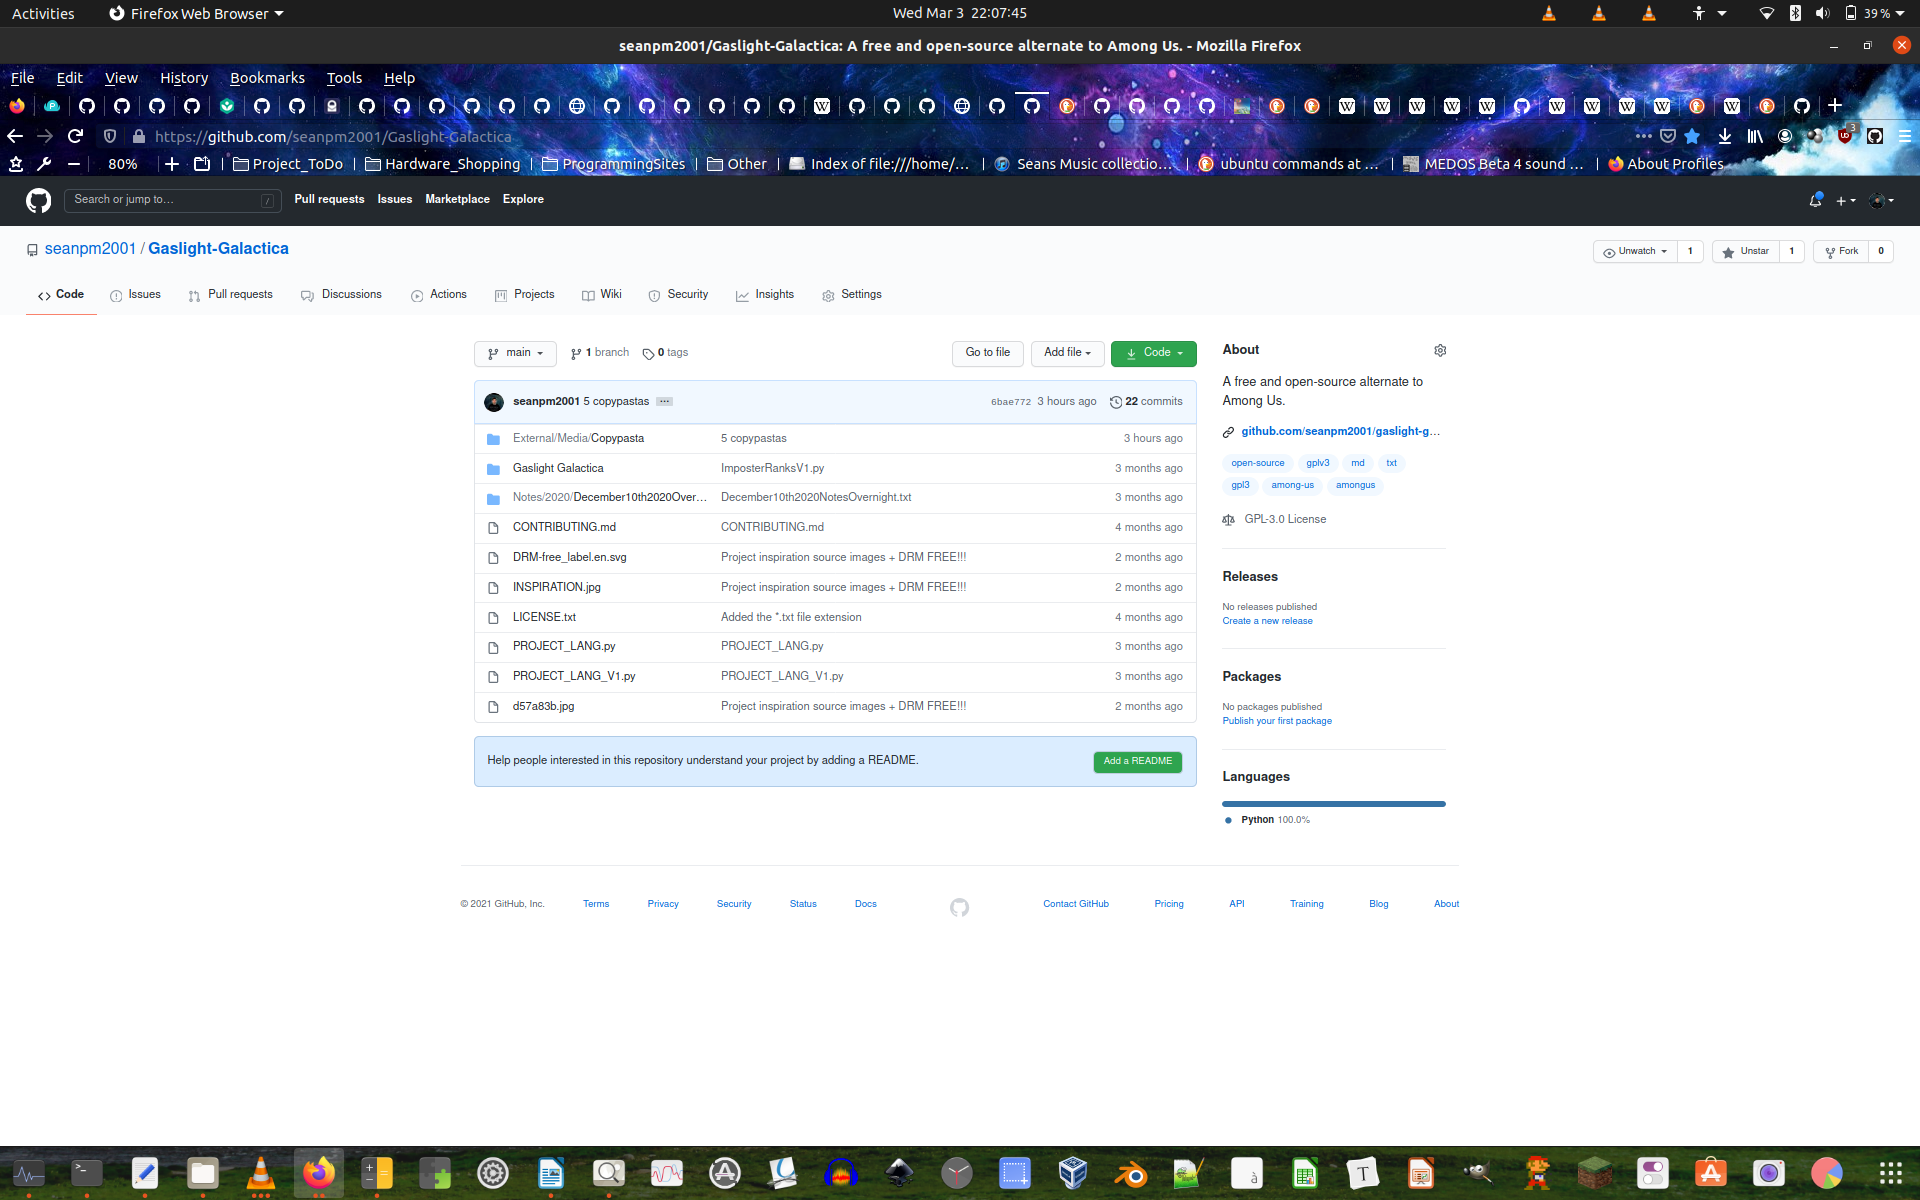 Activities Firefox Web Browser Wed Mar 3 22:07:45 39 %
seanpm2001/Gaslight-Galactica: A free and open-source alternate to Among Us. - Mozilla Firefox
File Edit View History Bookmarks Tools Help
https://github.com/seanpm2001/Gaslight-Galactica 3
80% Project_ToDo Hardware_Shopping ProgrammingSites Other Index of file:///home/... Seans Music collectio... ubuntu commands at ... MEDOS Beta 4 sound ... About Profiles
Search or jump to... / Pull requests Issues Marketplace Explore
seanpm2001 / Gaslight-Galactica Unwatch 1 Unstar 1 Fork 0
Code Issues Pull requests Discussions Actions Projects Wiki Security Insights Settings
main 1 branch 0 tags Go to file Add file Code
seanpm2001 5 copypastas ... 6bae772 3 hours ago 22 commits
External/Media/Copypasta 5 copypastas 3 hours ago
Gaslight Galactica ImposterRanksV1.py 3 months ago
Notes/2020/December10th2020Over... December10th2020NotesOvernight.txt 3 months ago
CONTRIBUTING.md CONTRIBUTING.md 4 months ago
DRM-free_label.en.svg Project inspiration source images + DRM FREE!!! 2 months ago
INSPIRATION.jpg Project inspiration source images + DRM FREE!!! 2 months ago
LICENSE.txt Added the *.txt file extension 4 months ago
PROJECT_LANG.py PROJECT_LANG.py 3 months ago
PROJECT_LANG_V1.py PROJECT_LANG_V1.py 3 months ago
d57a83b.jpg Project inspiration source images + DRM FREE!!! 2 months ago
Help people interested in this repository understand your project by adding a README. Add a README
About
A free and open-source alternate to
Among Us.
github.com/seanpm2001/gaslight-g...
open-source gplv3 md txt
gpl3 among-us amongus
GPL-3.0 License
Releases
No releases published
Create a new release
Packages
No packages published
Publish your first package
Languages
Python 100.0%
© 2021 GitHub, Inc. Terms Privacy Security Status Docs Contact GitHub Pricing API Training Blog About